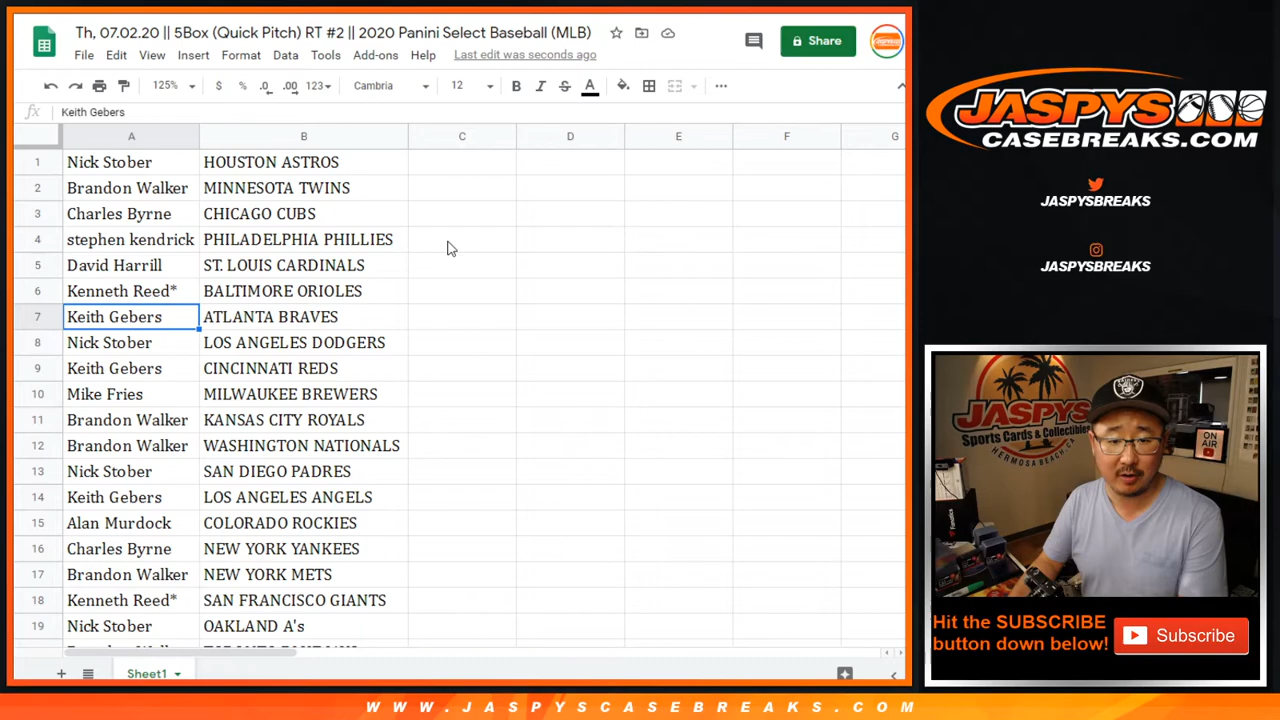 Th, 07.02.20 || 5Box (Quick Pitch) RT #2 || 2020 Panini Select Baseball (MLB)
File Edit View Insert Format Data Tools Add-ons Help Last edit was seconds ago
Share
125% $ % .0 .00 123 Cambria 12 B I S A
fx Keith Gebers
A B C D E F G
1 Nick Stober HOUSTON ASTROS
2 Brandon Walker MINNESOTA TWINS
3 Charles Byrne CHICAGO CUBS
4 stephen kendrick PHILADELPHIA PHILLIES
5 David Harrill ST. LOUIS CARDINALS
6 Kenneth Reed* BALTIMORE ORIOLES
7 Keith Gebers ATLANTA BRAVES
8 Nick Stober LOS ANGELES DODGERS
9 Keith Gebers CINCINNATI REDS
10 Mike Fries MILWAUKEE BREWERS
11 Brandon Walker KANSAS CITY ROYALS
12 Brandon Walker WASHINGTON NATIONALS
13 Nick Stober SAN DIEGO PADRES
14 Keith Gebers LOS ANGELES ANGELS
15 Alan Murdock COLORADO ROCKIES
16 Charles Byrne NEW YORK YANKEES
17 Brandon Walker NEW YORK METS
18 Kenneth Reed* SAN FRANCISCO GIANTS
19 Nick Stober OAKLAND A's
Sheet1
JASPYS
CASEBREAKS.COM
JASPYSBREAKS
JASPYSBREAKS
JASPYS
Sports Cards & Collectibles
HERMOSA BEACH, CA
RAIDERS
ON AIR
Fanatics
Hit the SUBSCRIBE
button down below!
Subscribe
WWW.JASPYSCASEBREAKS.COM